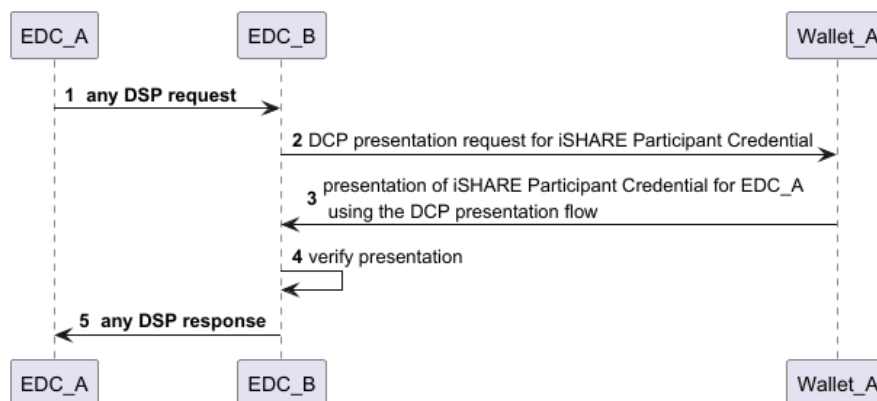 EDC_A EDC_B Wallet_A
1 any DSP request
2 DCP presentation request for iSHARE Participant Credential
3 presentation of iSHARE Participant Credential for EDC_A
using the DCP presentation flow
4 verify presentation
5 any DSP response
EDC_A EDC_B Wallet_A